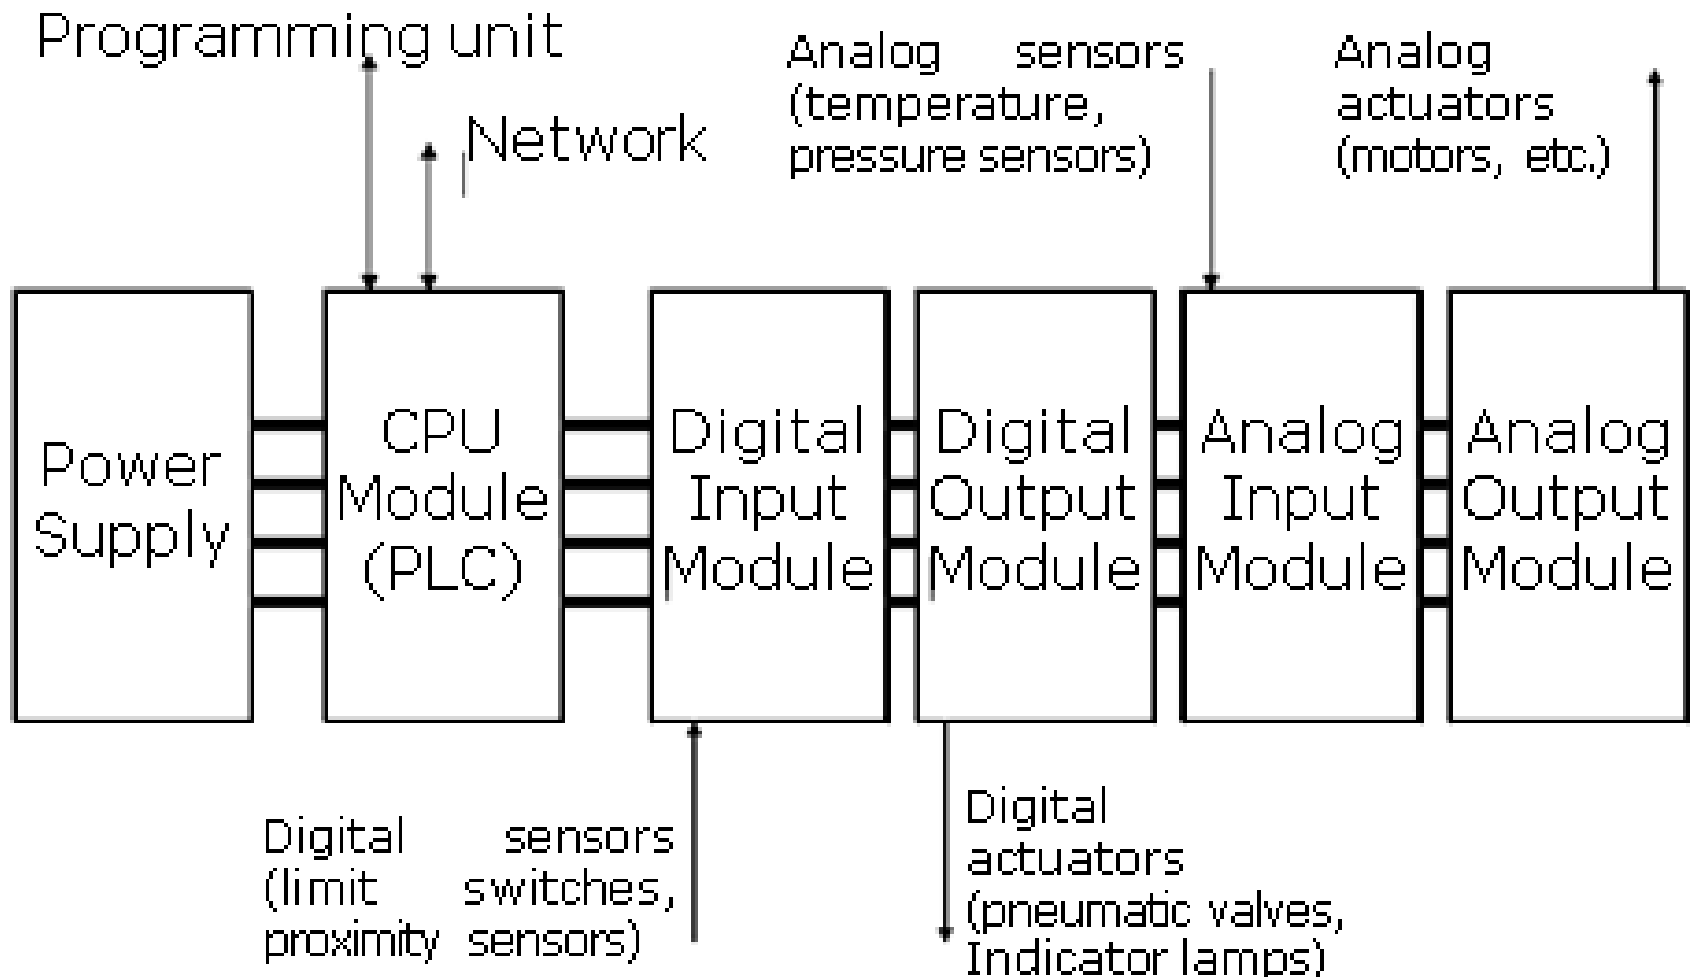 Programming unit
Network
Analog sensors
(temperature,
pressure sensors)
Analog
actuators
(motors, etc.)
Power
Supply
CPU
Module
(PLC)
Digital
Input
Module
Digital
Output
Module
Analog
Input
Module
Analog
Output
Module
Digital sensors
(limit switches,
proximity sensors)
Digital
actuators
(pneumatic valves,
Indicator lamps)